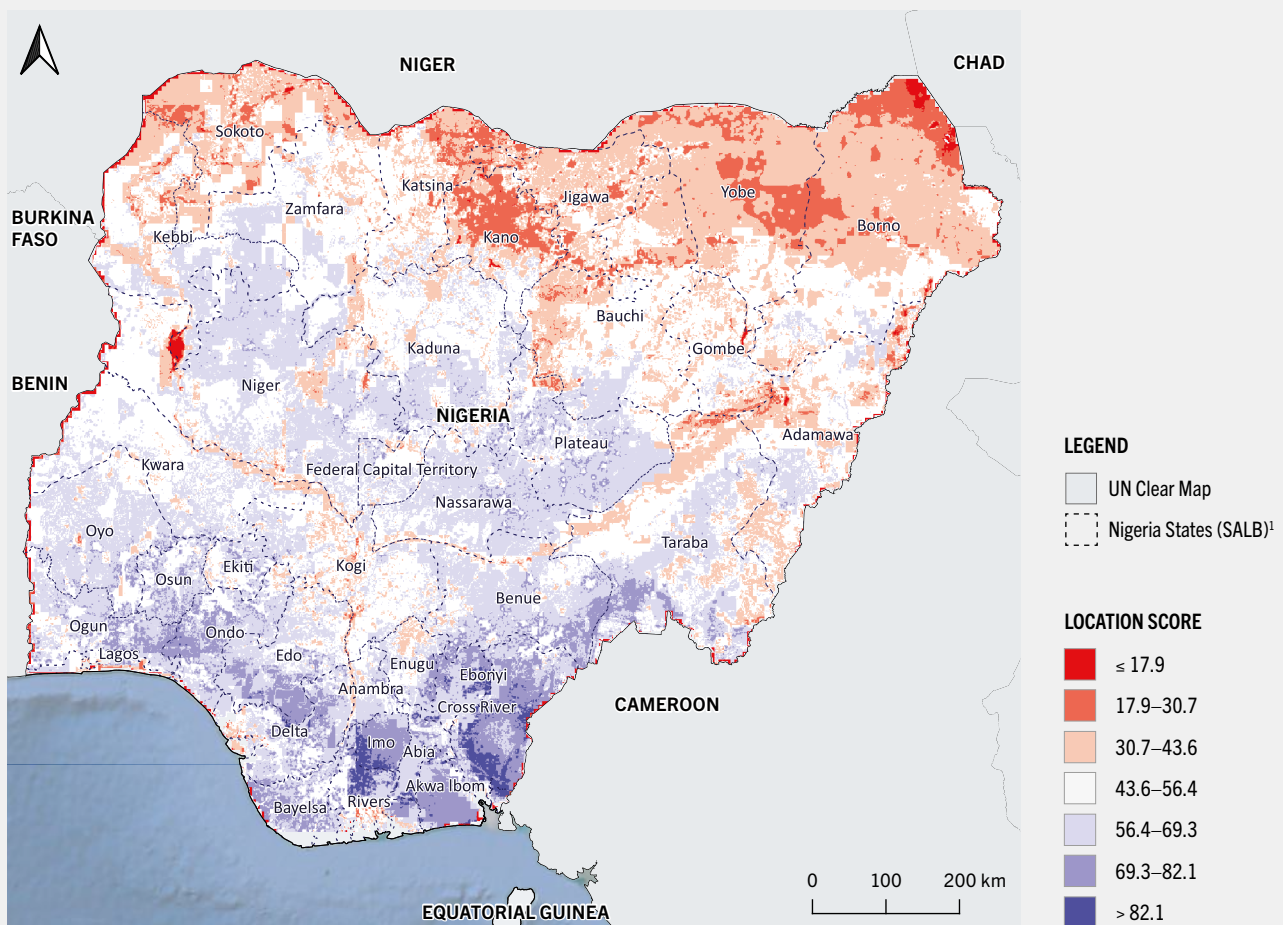 NIGER
CHAD
Sokoto
Katsina
Jigawa
Yobe
Zamfara
BURKINA
FASO
Kebbi
Kano
Borno
Bauchi
Kaduna
Gombe
BENIN
Niger
NIGERIA
Plateau
Adamawa
Kwara
Federal Capital Territory
Nassarawa
Oyo
Taraba
Ekiti
Kogi
Osun
Benue
Ogun
Ondo
Lagos
Edo
Enugu
Ebonyi
Anambra
Cross River
CAMEROON
Delta
Imo
Abia
Akwa Ibom
Rivers
Bayelsa
EQUATORIAL GUINEA
0 100 200 km
LEGEND
UN Clear Map
Nigeria States (SALB)¹
LOCATION SCORE
≤ 17.9
17.9–30.7
30.7–43.6
43.6–56.4
56.4–69.3
69.3–82.1
> 82.1